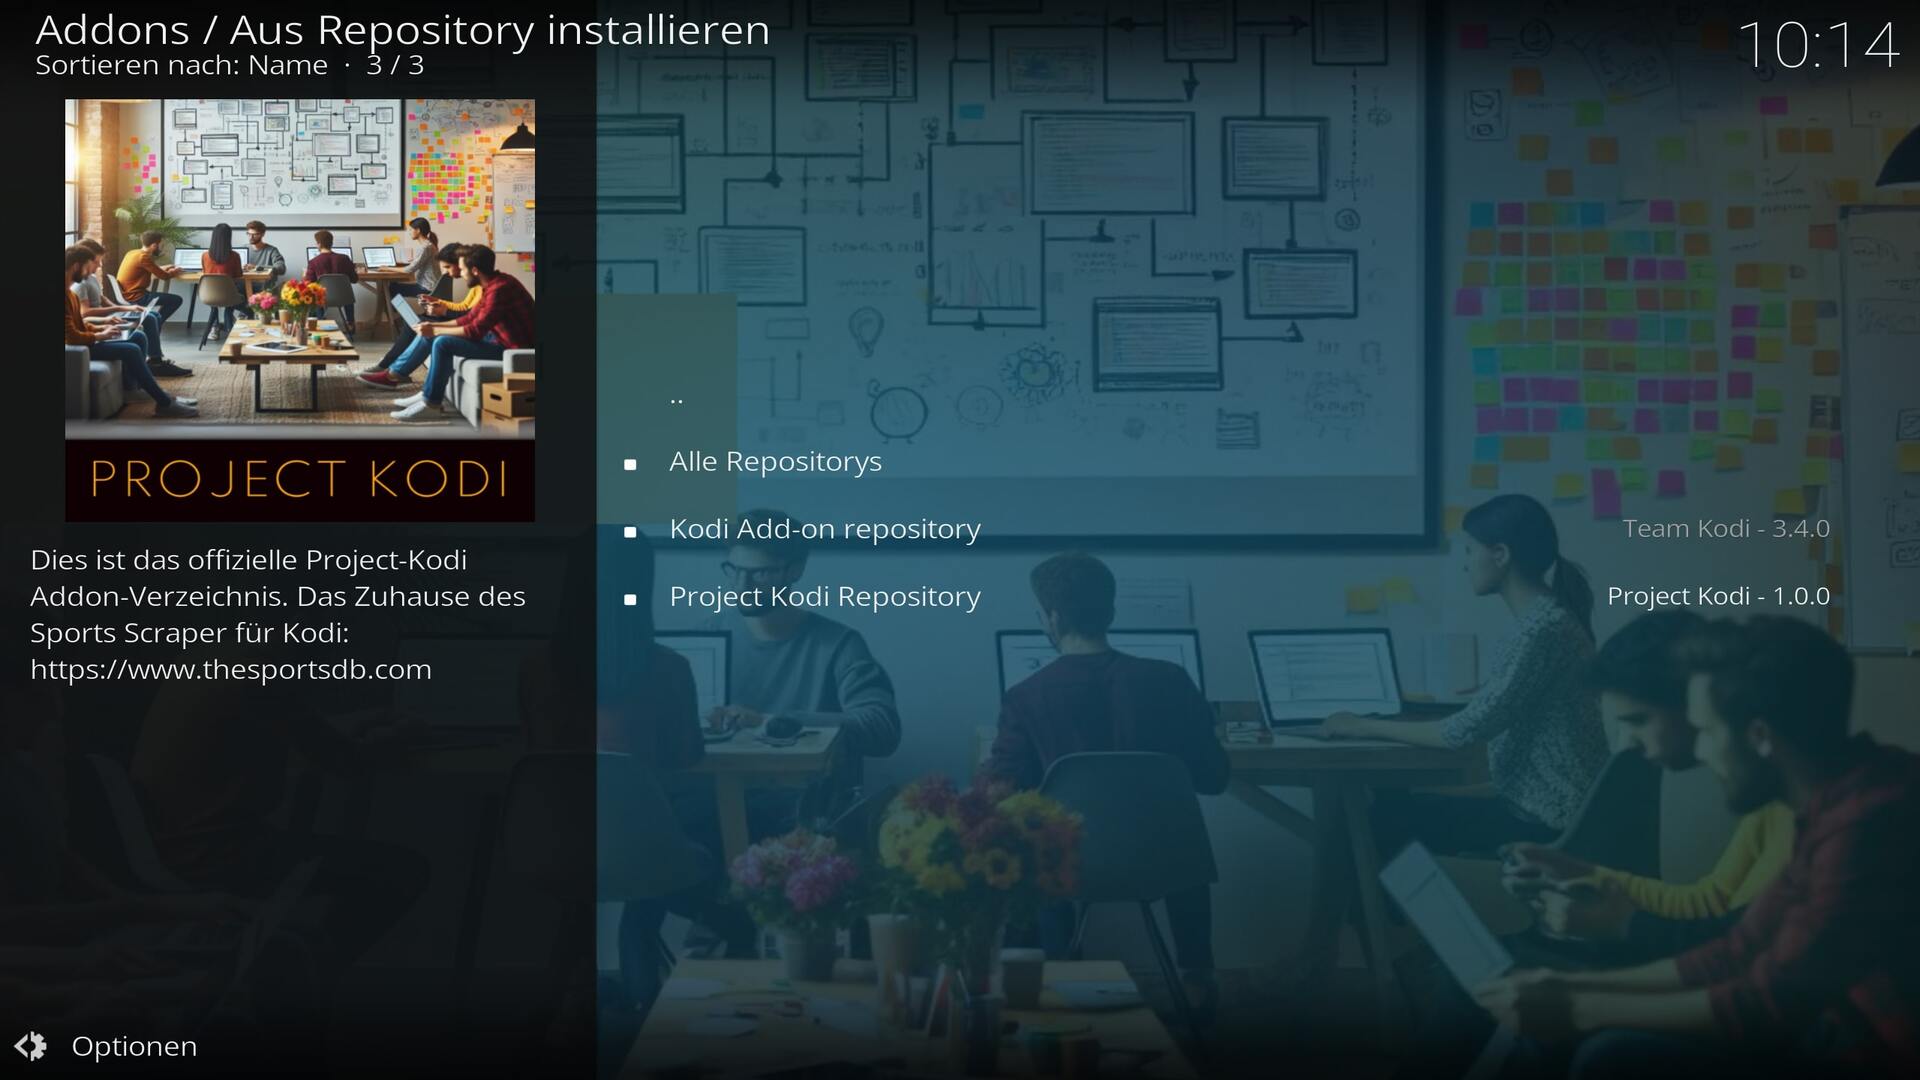 Addons / Aus Repository installieren
Sortieren nach: Name · 3 / 3
10:14
PROJECT KODI
Dies ist das offizielle Project-Kodi
Addon-Verzeichnis. Das Zuhause des
Sports Scraper für Kodi:
https://www.thesportsdb.com
..
Alle Repositorys
Kodi Add-on repository Team Kodi - 3.4.0
Project Kodi Repository Project Kodi - 1.0.0
Optionen